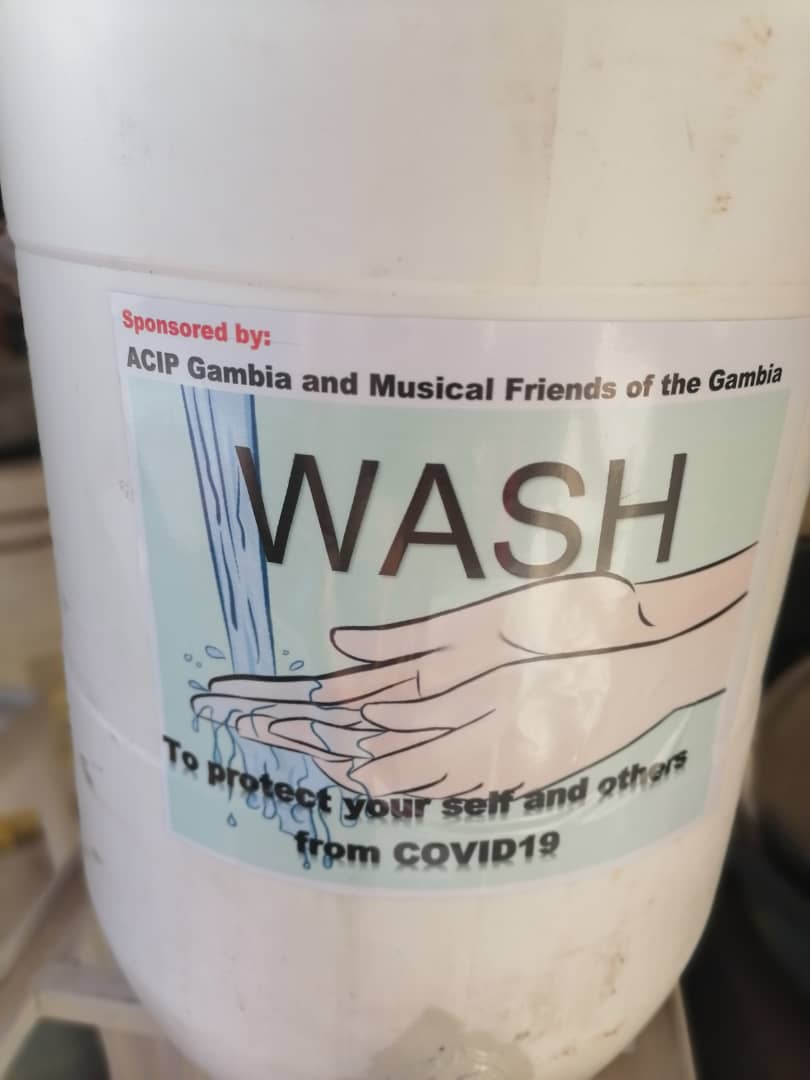 Sponsored by:
ACIP Gambia and Musical Friends of the Gambia
WASH
To protect your self and others
from COVID19